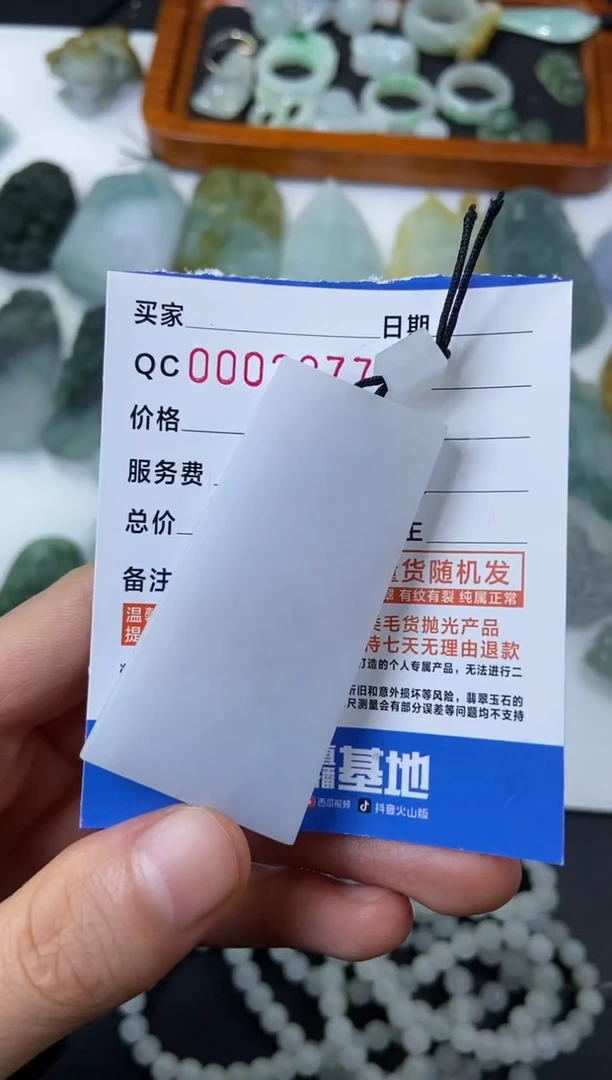 买家 日期
QC 000
77
价格
服务费
总价
备注
货随机发
有纹有裂 纯属正常
温
提
毛货抛光产品
七天无理由退款
打造的个人专属产品，无法进行二
折旧和意外损坏等风险，翡翠玉石的
尺测量会有部分误差等问题均不支持
播基地
西瓜视频 抖音火山版